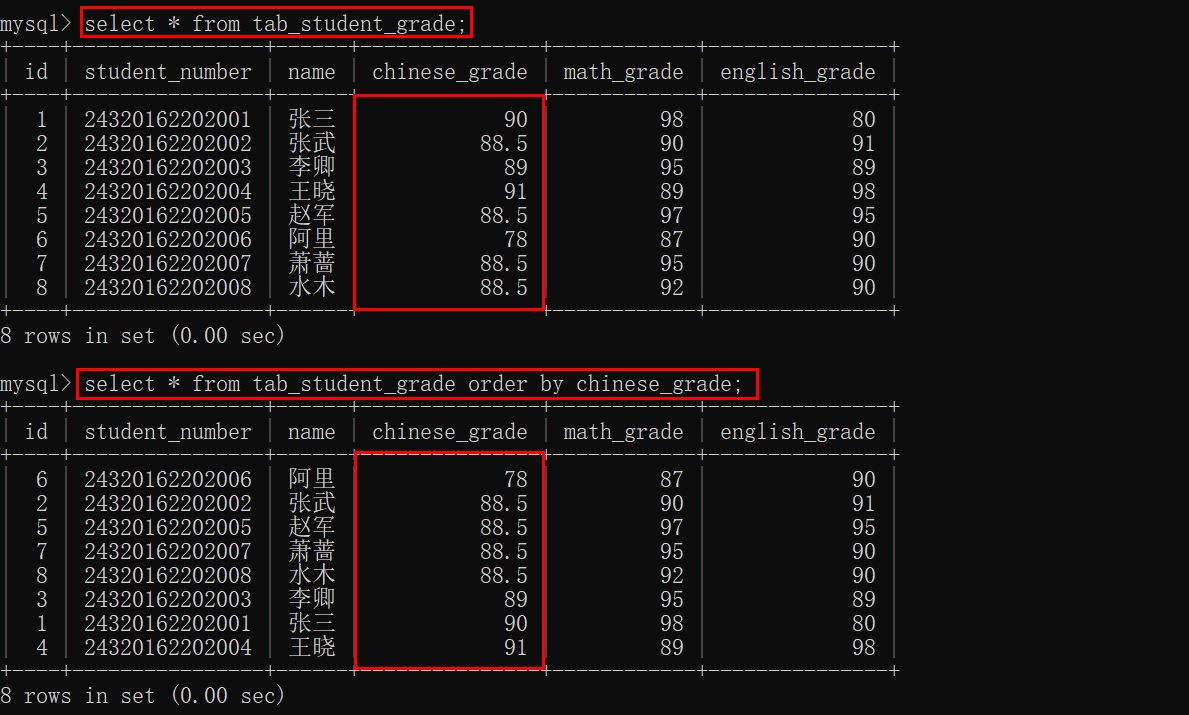 mysql> select * from tab_student_grade;
+----+----------------+------+---------------+------------+---------------+
| id | student_number | name | chinese_grade | math_grade | english_grade |
+----+----------------+------+---------------+------------+---------------+
| 1 | 24320162202001 | 张三 | 90 | 98 | 80 |
| 2 | 24320162202002 | 张武 | 88.5 | 90 | 91 |
| 3 | 24320162202003 | 李卿 | 89 | 95 | 89 |
| 4 | 24320162202004 | 王晓 | 91 | 89 | 98 |
| 5 | 24320162202005 | 赵军 | 88.5 | 97 | 95 |
| 6 | 24320162202006 | 阿里 | 78 | 87 | 90 |
| 7 | 24320162202007 | 萧蔷 | 88.5 | 95 | 90 |
| 8 | 24320162202008 | 水木 | 88.5 | 92 | 90 |
+----+----------------+------+---------------+------------+---------------+
8 rows in set (0.00 sec)
mysql> select * from tab_student_grade order by chinese_grade;
+----+----------------+------+---------------+------------+---------------+
| id | student_number | name | chinese_grade | math_grade | english_grade |
+----+----------------+------+---------------+------------+---------------+
| 6 | 24320162202006 | 阿里 | 78 | 87 | 90 |
| 2 | 24320162202002 | 张武 | 88.5 | 90 | 91 |
| 5 | 24320162202005 | 赵军 | 88.5 | 97 | 95 |
| 7 | 24320162202007 | 萧蔷 | 88.5 | 95 | 90 |
| 8 | 24320162202008 | 水木 | 88.5 | 92 | 90 |
| 3 | 24320162202003 | 李卿 | 89 | 95 | 89 |
| 1 | 24320162202001 | 张三 | 90 | 98 | 80 |
| 4 | 24320162202004 | 王晓 | 91 | 89 | 98 |
+----+----------------+------+---------------+------------+---------------+
8 rows in set (0.00 sec)